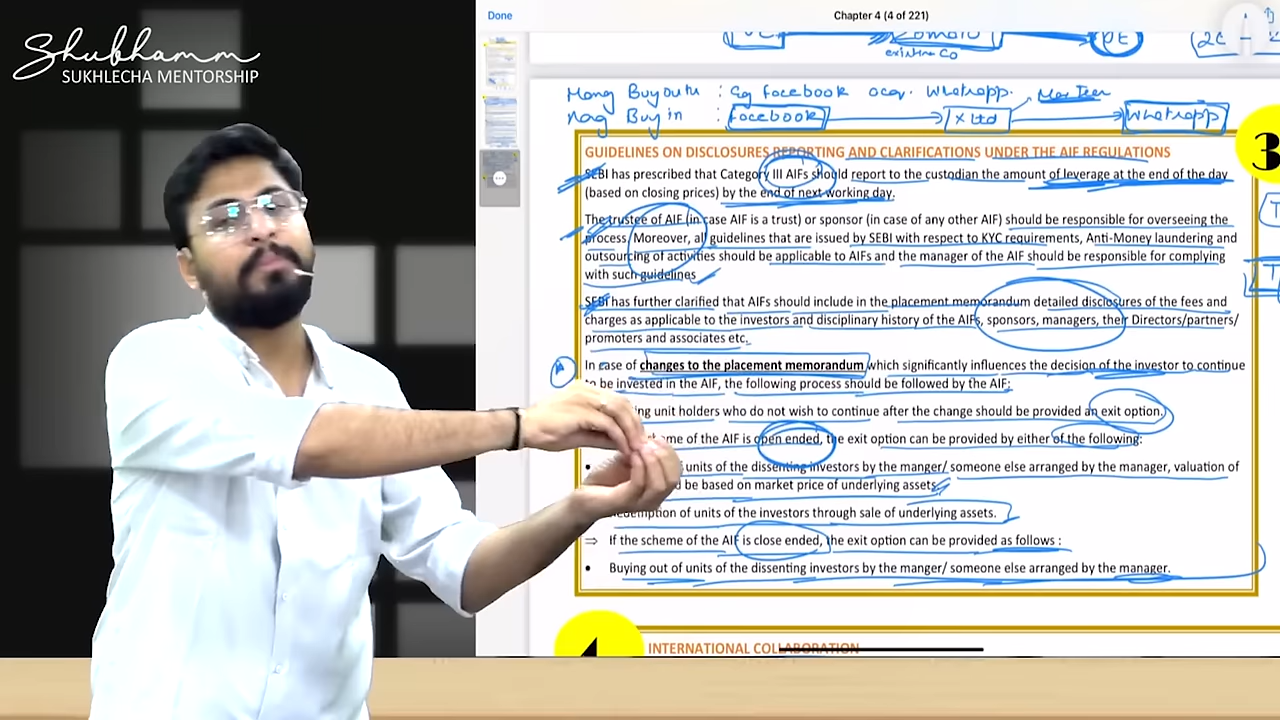 Shubhamm
SUKHLECHA MENTORSHIP
Done
Chapter 4 (4 of 221)
PE
existing Co
Mang Buyouts : Eg Facebook acq. Whatsapp.
Mag Buy in : Facebook X Ltd Whatsapp
3
GUIDELINES ON DISCLOSURES REPORTING AND CLARIFICATIONS UNDER THE AIF REGULATIONS
SEBI has prescribed that Category III AIFs should report to the custodian the amount of leverage at the end of the day
(based on closing prices) by the end of next working day.
The trustee of AIF (in case AIF is a trust) or sponsor (in case of any other AIF) should be responsible for overseeing the
process. Moreover, all guidelines that are issued by SEBI with respect to KYC requirements, Anti-Money laundering and
outsourcing of activities should be applicable to AIFs and the manager of the AIF should be responsible for complying
with such guidelines
SEBI has further clarified that AIFs should include in the placement memorandum detailed disclosures of the fees and
charges as applicable to the investors and disciplinary history of the AIFs, sponsors, managers, their Directors/partners/
promoters and associates etc.
In case of changes to the placement memorandum which significantly influences the decision of the investor to continue
to be invested in the AIF, the following process should be followed by the AIF:
unit holders who do not wish to continue after the change should be provided an exit option.
of the AIF is open ended, the exit option can be provided by either of the following:
• units of the dissenting investors by the manger/ someone else arranged by the manager, valuation of
be based on market price of underlying assets.
of units of the investors through sale of underlying assets.
⇒ If the scheme of the AIF is close ended, the exit option can be provided as follows :
• Buying out of units of the dissenting investors by the manger/ someone else arranged by the manager.
4
INTERNATIONAL COLLABORATION